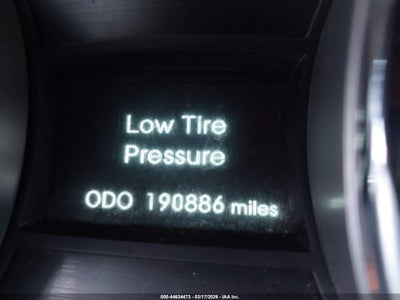 Low Tire
Pressure
ODO 190886 miles
000-44634473 - 03/17/2026 - IAA Inc.